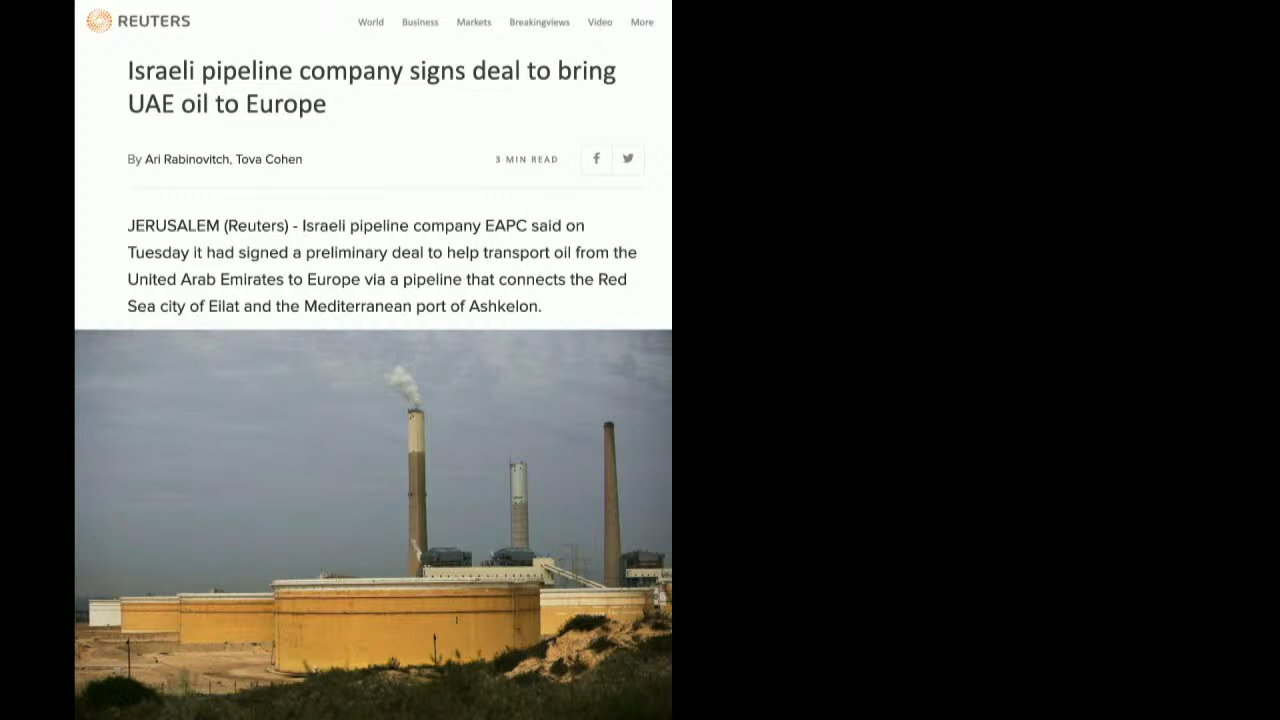 REUTERS World Business Markets Breakingviews Video More
Israeli pipeline company signs deal to bring
UAE oil to Europe
By Ari Rabinovitch, Tova Cohen 3 MIN READ
JERUSALEM (Reuters) - Israeli pipeline company EAPC said on
Tuesday it had signed a preliminary deal to help transport oil from the
United Arab Emirates to Europe via a pipeline that connects the Red
Sea city of Eilat and the Mediterranean port of Ashkelon.